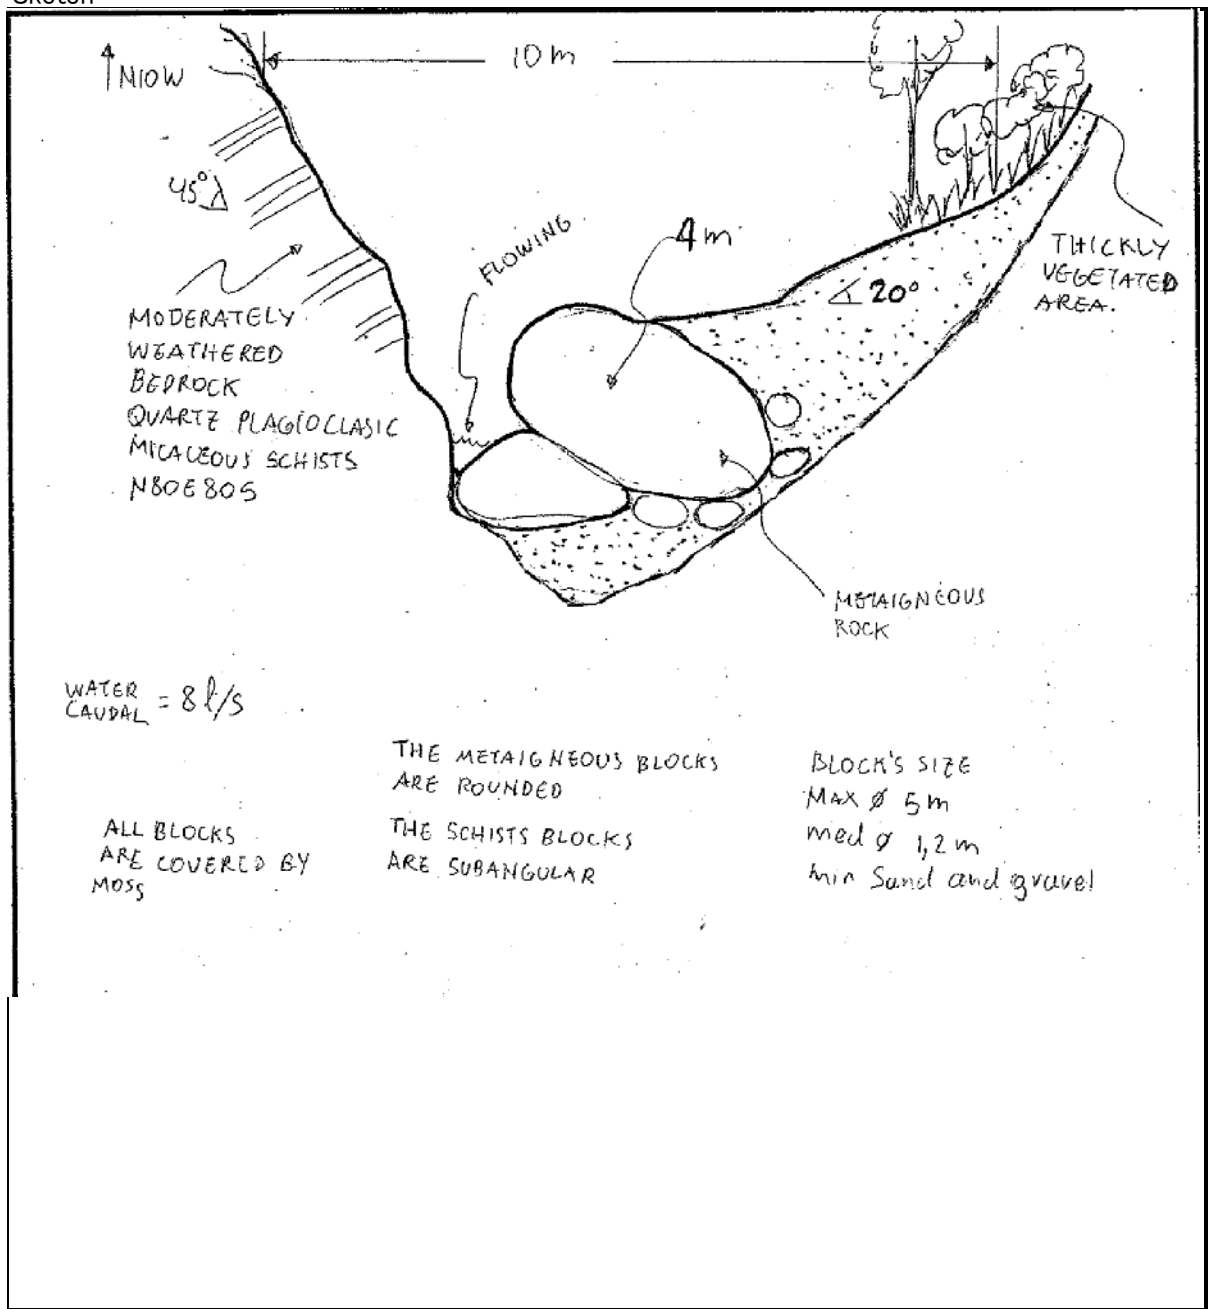 Sketch
N10W
10 m
45°
FLOWING
4m
20°
THICKLY
VEGETATED
AREA.
MODERATELY
WEATHERED
BEDROCK
QUARTZ PLAGIOCLASIC
MICACEOUS SCHISTS
N80E80S
METAIGNEOUS
ROCK
WATER
CAUDAL = 8 l/s
THE METAIGNEOUS BLOCKS
ARE ROUNDED
THE SCHISTS BLOCKS
ARE SUBANGULAR
BLOCK'S SIZE
MAX Ø 5m
med Ø 1,2 m
min Sand and gravel
ALL BLOCKS
ARE COVERED BY
MOSS